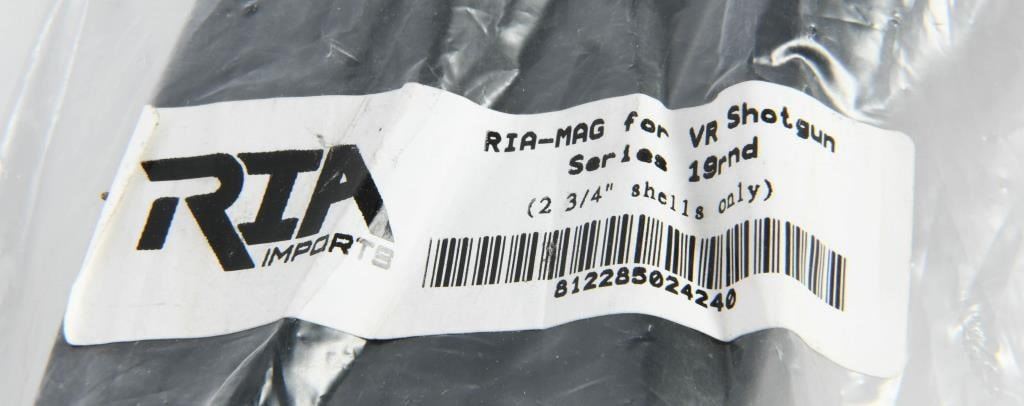 RIA
IMPORTS
RIA-MAG for VR Shotgun
Series 19rnd
(2 3/4" shells only)
812285024240